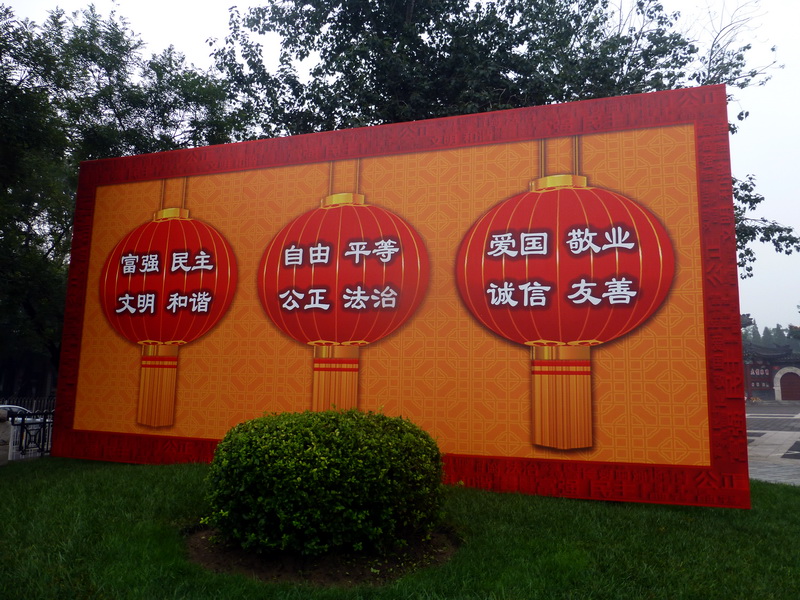 富强 民主
文明 和谐
自由 平等
公正 法治
爱国 敬业
诚信 友善